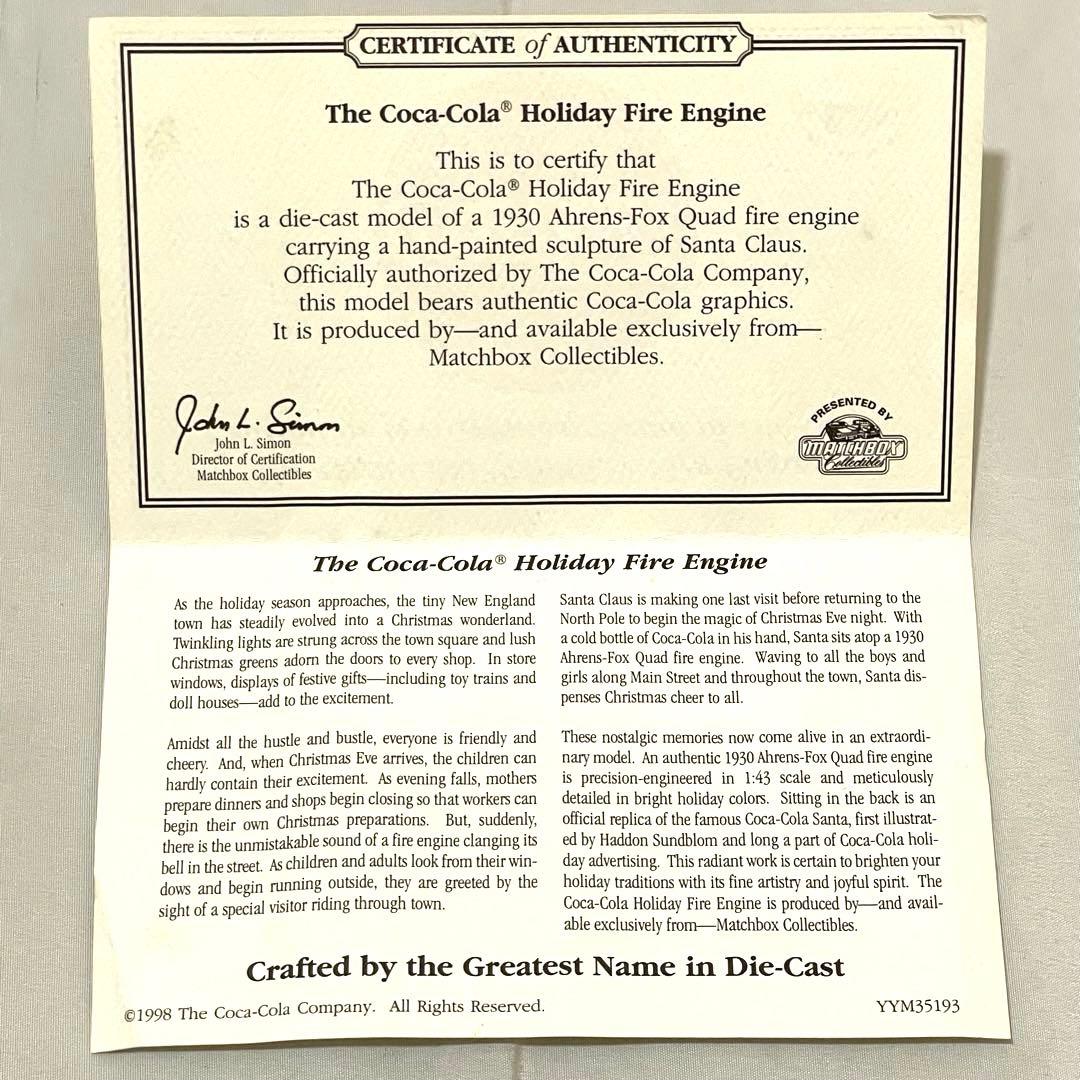 CERTIFICATE of AUTHENTICITY
The Coca-Cola® Holiday Fire Engine
This is to certify that
The Coca-Cola® Holiday Fire Engine
is a die-cast model of a 1930 Ahrens-Fox Quad fire engine
carrying a hand-painted sculpture of Santa Claus.
Officially authorized by The Coca-Cola Company,
this model bears authentic Coca-Cola graphics.
It is produced by—and available exclusively from—
Matchbox Collectibles.
John L. Simon
John L. Simon
Director of Certification
Matchbox Collectibles
PRESENTED BY
MATCHBOX
Collectibles
The Coca-Cola® Holiday Fire Engine
As the holiday season approaches, the tiny New England
town has steadily evolved into a Christmas wonderland.
Twinkling lights are strung across the town square and lush
Christmas greens adorn the doors to every shop. In store
windows, displays of festive gifts—including toy trains and
doll houses—add to the excitement.
Amidst all the hustle and bustle, everyone is friendly and
cheery. And, when Christmas Eve arrives, the children can
hardly contain their excitement. As evening falls, mothers
prepare dinners and shops begin closing so that workers can
begin their own Christmas preparations. But, suddenly,
there is the unmistakable sound of a fire engine clanging its
bell in the street. As children and adults look from their win-
dows and begin running outside, they are greeted by the
sight of a special visitor riding through town.
Santa Claus is making one last visit before returning to the
North Pole to begin the magic of Christmas Eve night. With
a cold bottle of Coca-Cola in his hand, Santa sits atop a 1930
Ahrens-Fox Quad fire engine. Waving to all the boys and
girls along Main Street and throughout the town, Santa dis-
penses Christmas cheer to all.
These nostalgic memories now come alive in an extraordi-
nary model. An authentic 1930 Ahrens-Fox Quad fire engine
is precision-engineered in 1:43 scale and meticulously
detailed in bright holiday colors. Sitting in the back is an
official replica of the famous Coca-Cola Santa, first illustrat-
ed by Haddon Sundblom and long a part of Coca-Cola holi-
day advertising. This radiant work is certain to brighten your
holiday traditions with its fine artistry and joyful spirit. The
Coca-Cola Holiday Fire Engine is produced by—and avail-
able exclusively from—Matchbox Collectibles.
Crafted by the Greatest Name in Die-Cast
©1998 The Coca-Cola Company. All Rights Reserved.
YYM35193